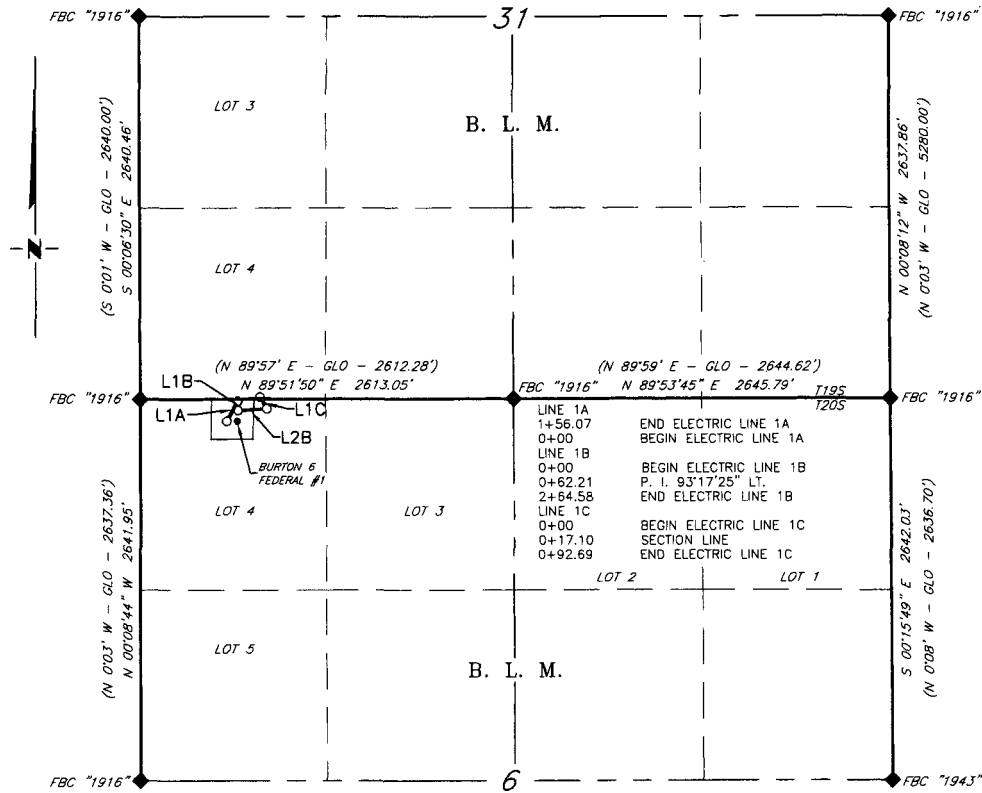 FBC "1916"
31
FBC "1916"
LOT 3
B. L. M.
(S 0°01' W - GLO - 2640.00')
S 00°06'30" E 2640.46'
N 00°08'12" W 2637.86'
(N 0°03' W - GLO - 5280.00')
N
LOT 4
(N 89°57' E - GLO - 2612.28')
N 89°51'50" E 2613.05'
(N 89°59' E - GLO - 2644.62')
N 89°53'45" E 2645.79'
FBC "1916"
FBC "1916"
T19S
T20S
FBC "1916"
L1B
L1A
L1C
L2B
BURTON 6
FEDERAL #1
LINE 1A
1+56.07 END ELECTRIC LINE 1A
0+00 BEGIN ELECTRIC LINE 1A
LINE 1B
0+00 BEGIN ELECTRIC LINE 1B
0+62.21 P. I. 93°17'25" LT.
2+64.58 END ELECTRIC LINE 1B
LINE 1C
0+00 BEGIN ELECTRIC LINE 1C
0+17.10 SECTION LINE
0+92.69 END ELECTRIC LINE 1C
LOT 4
LOT 3
LOT 2
LOT 1
(N 0°03' W - GLO - 2637.36')
N 00°08'44" W 2641.95'
S 00°15'49" E 2642.03'
(N 0°08' W - GLO - 2636.70')
LOT 5
B. L. M.
FBC "1916"
6
FBC "1943"